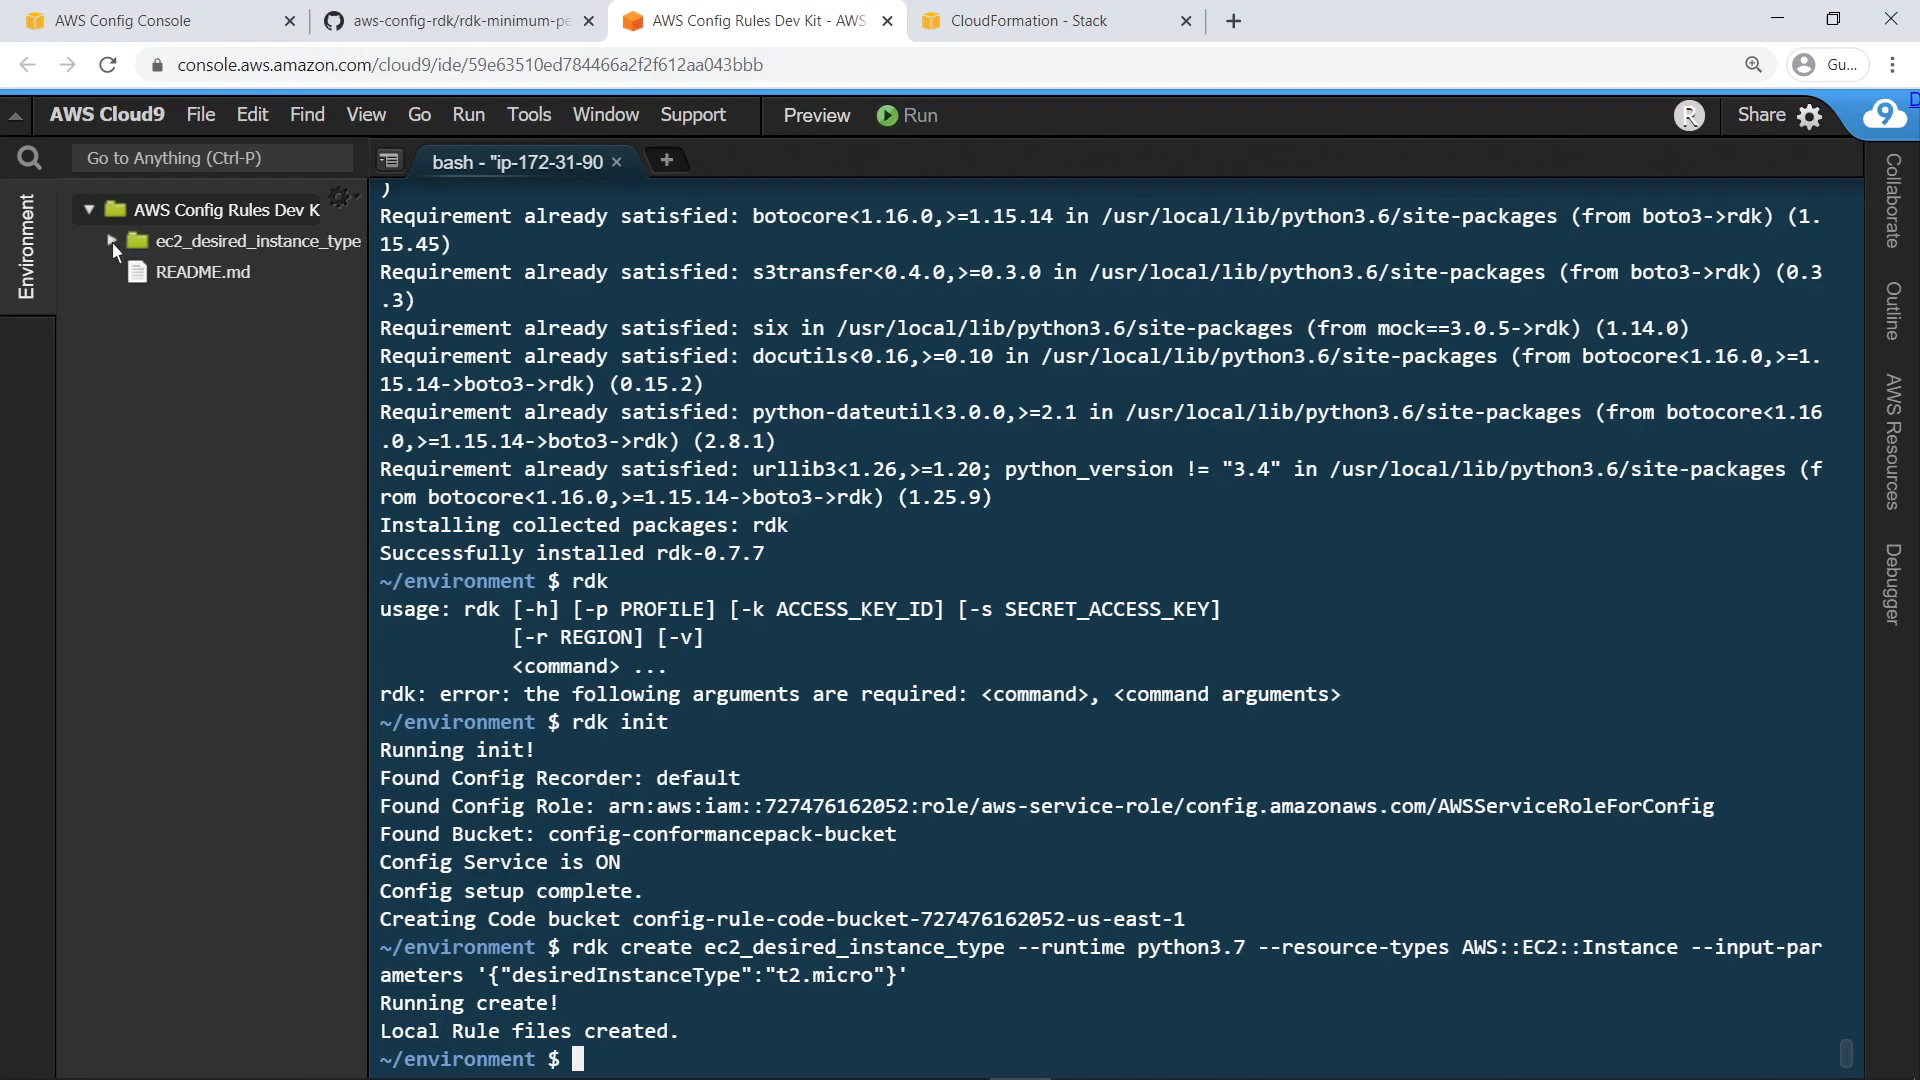 AWS Config Console
aws-config-rdk/rdk-minimum-pe
AWS Config Rules Dev Kit - AWS
CloudFormation - Stack
console.aws.amazon.com/cloud9/ide/59e63510ed784466a2f2f612aa043bbb
Gu...
AWS Cloud9 File Edit Find View Go Run Tools Window Support Preview Run
R
Share
9
D
Go to Anything (Ctrl-P)
bash - "ip-172-31-90
Environment
AWS Config Rules Dev K
ec2_desired_instance_type
README.md
)
Requirement already satisfied: botocore<1.16.0,>=1.15.14 in /usr/local/lib/python3.6/site-packages (from boto3->rdk) (1.
15.45)
Requirement already satisfied: s3transfer<0.4.0,>=0.3.0 in /usr/local/lib/python3.6/site-packages (from boto3->rdk) (0.3
.3)
Requirement already satisfied: six in /usr/local/lib/python3.6/site-packages (from mock==3.0.5->rdk) (1.14.0)
Requirement already satisfied: docutils<0.16,>=0.10 in /usr/local/lib/python3.6/site-packages (from botocore<1.16.0,>=1.
15.14->boto3->rdk) (0.15.2)
Requirement already satisfied: python-dateutil<3.0.0,>=2.1 in /usr/local/lib/python3.6/site-packages (from botocore<1.16
.0,>=1.15.14->boto3->rdk) (2.8.1)
Requirement already satisfied: urllib3<1.26,>=1.20; python_version != "3.4" in /usr/local/lib/python3.6/site-packages (f
rom botocore<1.16.0,>=1.15.14->boto3->rdk) (1.25.9)
Installing collected packages: rdk
Successfully installed rdk-0.7.7
~/environment $ rdk
usage: rdk [-h] [-p PROFILE] [-k ACCESS_KEY_ID] [-s SECRET_ACCESS_KEY]
[-r REGION] [-v]
<command> ...
rdk: error: the following arguments are required: <command>, <command arguments>
~/environment $ rdk init
Running init!
Found Config Recorder: default
Found Config Role: arn:aws:iam::727476162052:role/aws-service-role/config.amazonaws.com/AWSServiceRoleForConfig
Found Bucket: config-conformancepack-bucket
Config Service is ON
Config setup complete.
Creating Code bucket config-rule-code-bucket-727476162052-us-east-1
~/environment $ rdk create ec2_desired_instance_type --runtime python3.7 --resource-types AWS::EC2::Instance --input-par
ameters '{"desiredInstanceType":"t2.micro"}'
Running create!
Local Rule files created.
~/environment $
Collaborate
Outline
AWS Resources
Debugger